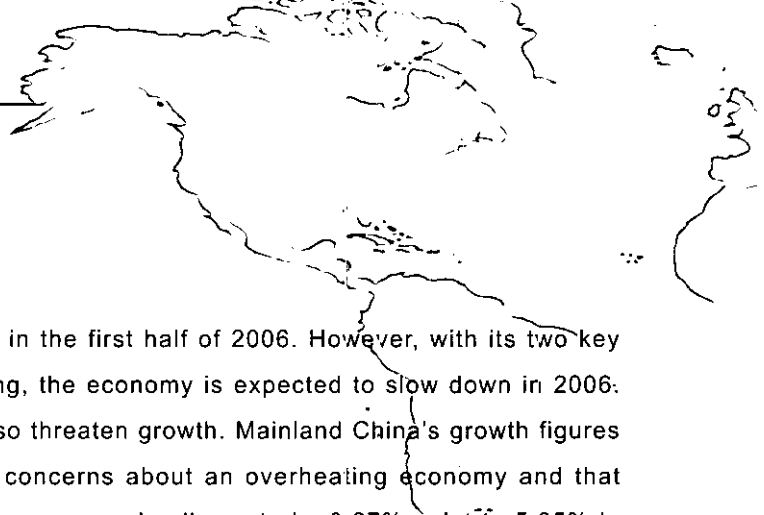 in the first half of 2006. However, with its two key
ng, the economy is expected to slow down in 2006.
so threaten growth. Mainland China's growth figures
concerns about an overheating economy and that